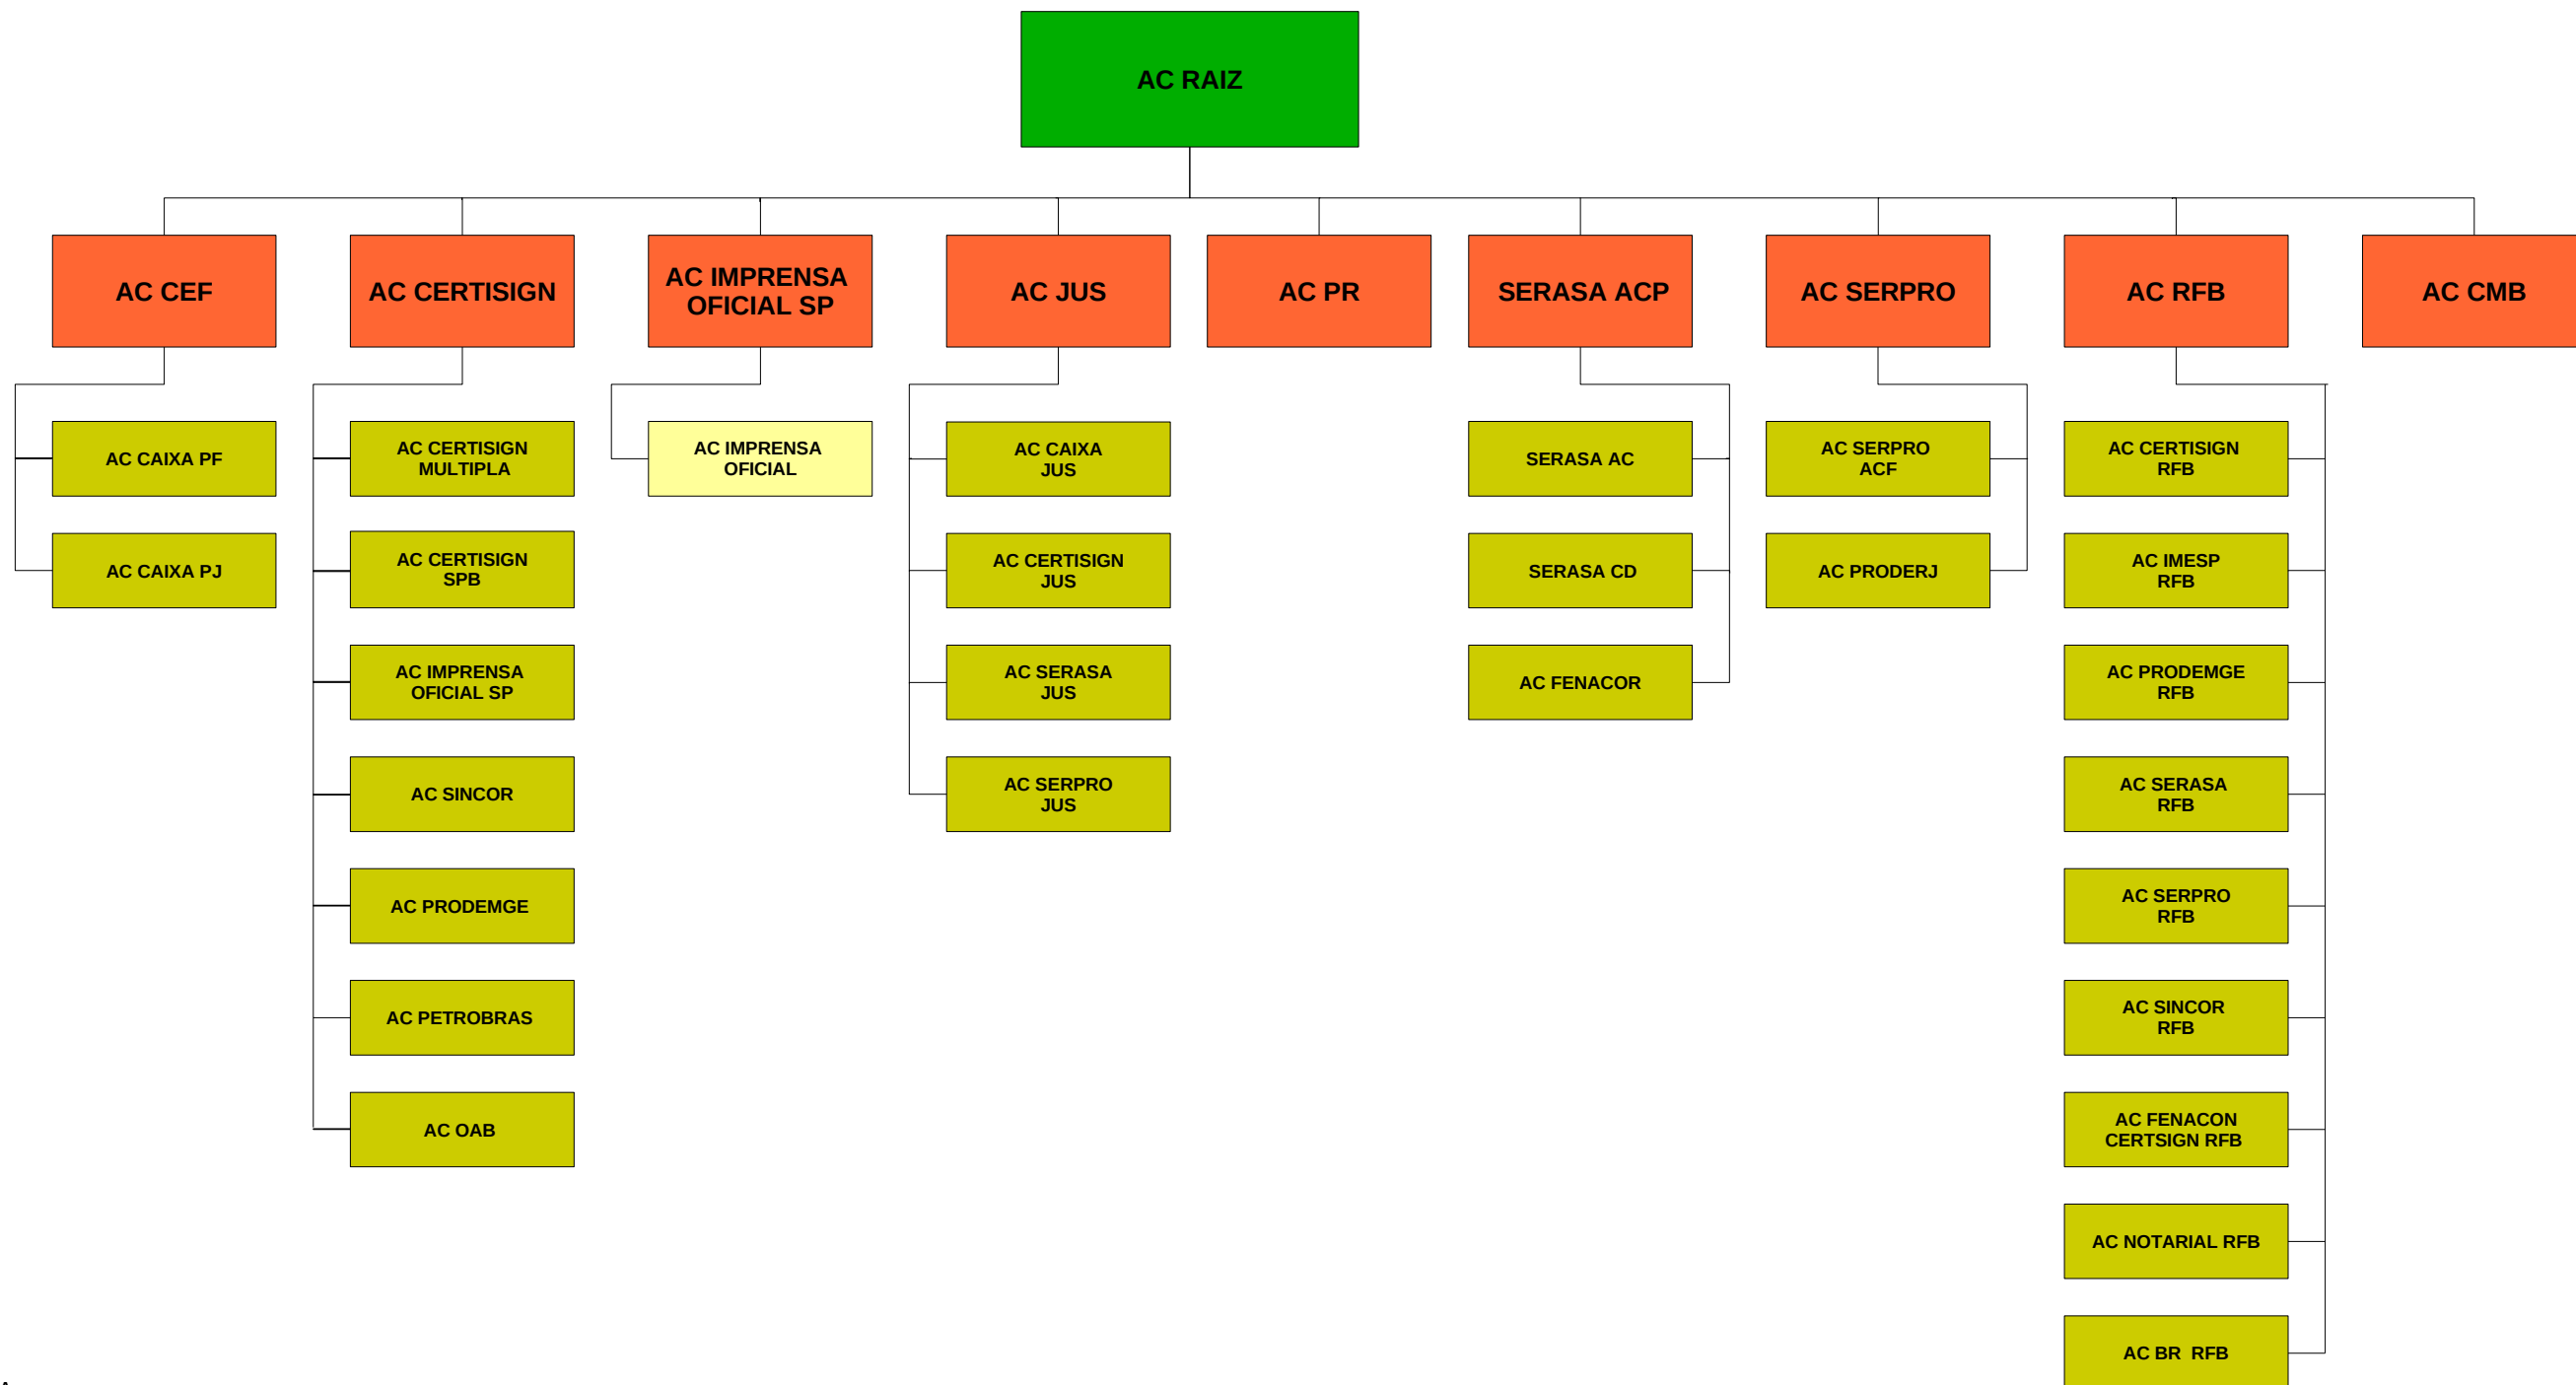 AC RAIZ
AC CEF
AC CERTISIGN
AC IMPRENSA
OFICIAL SP
AC JUS
AC PR
SERASA ACP
AC SERPRO
AC RFB
AC CMB
AC CAIXA PF
AC CAIXA PJ
AC CERTISIGN
MULTIPLA
AC CERTISIGN
SPB
AC IMPRENSA
OFICIAL SP
AC SINCOR
AC PRODEMGE
AC PETROBRAS
AC OAB
AC IMPRENSA
OFICIAL
AC CAIXA
JUS
AC CERTISIGN
JUS
AC SERASA
JUS
AC SERPRO
JUS
SERASA AC
SERASA CD
AC FENACOR
AC SERPRO
ACF
AC PRODERJ
AC CERTISIGN
RFB
AC IMESP
RFB
AC PRODEMGE
RFB
AC SERASA
RFB
AC SERPRO
RFB
AC SINCOR
RFB
AC FENACON
CERTSIGN RFB
AC NOTARIAL RFB
AC BR RFB